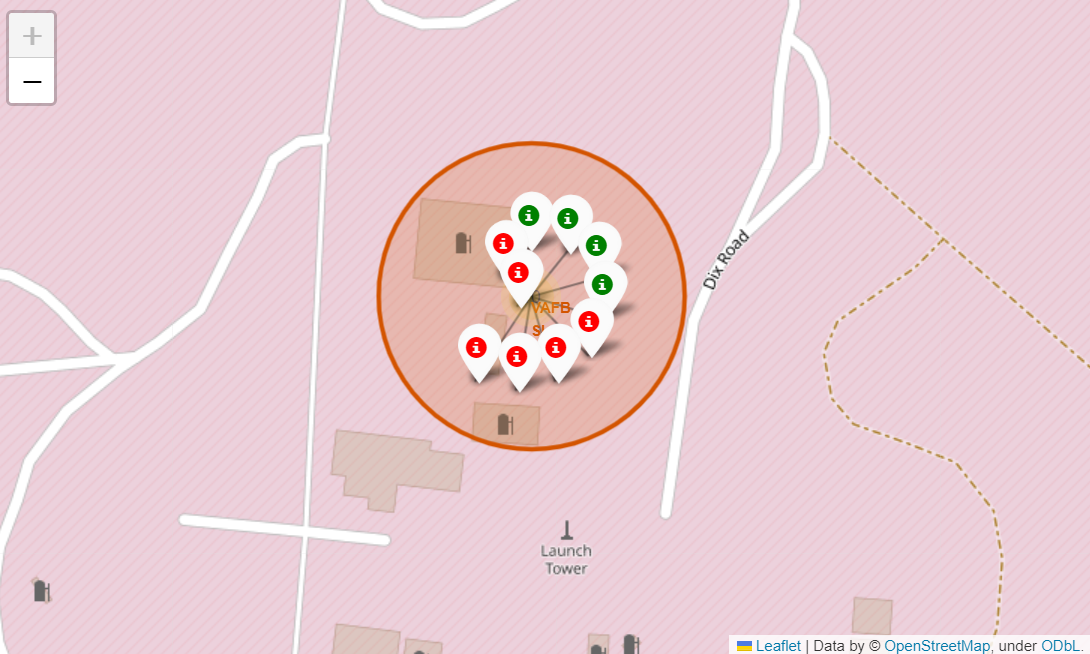 +
−
Dix Road
VAFB
Launch
Tower
Leaflet | Data by © OpenStreetMap, under ODbL.